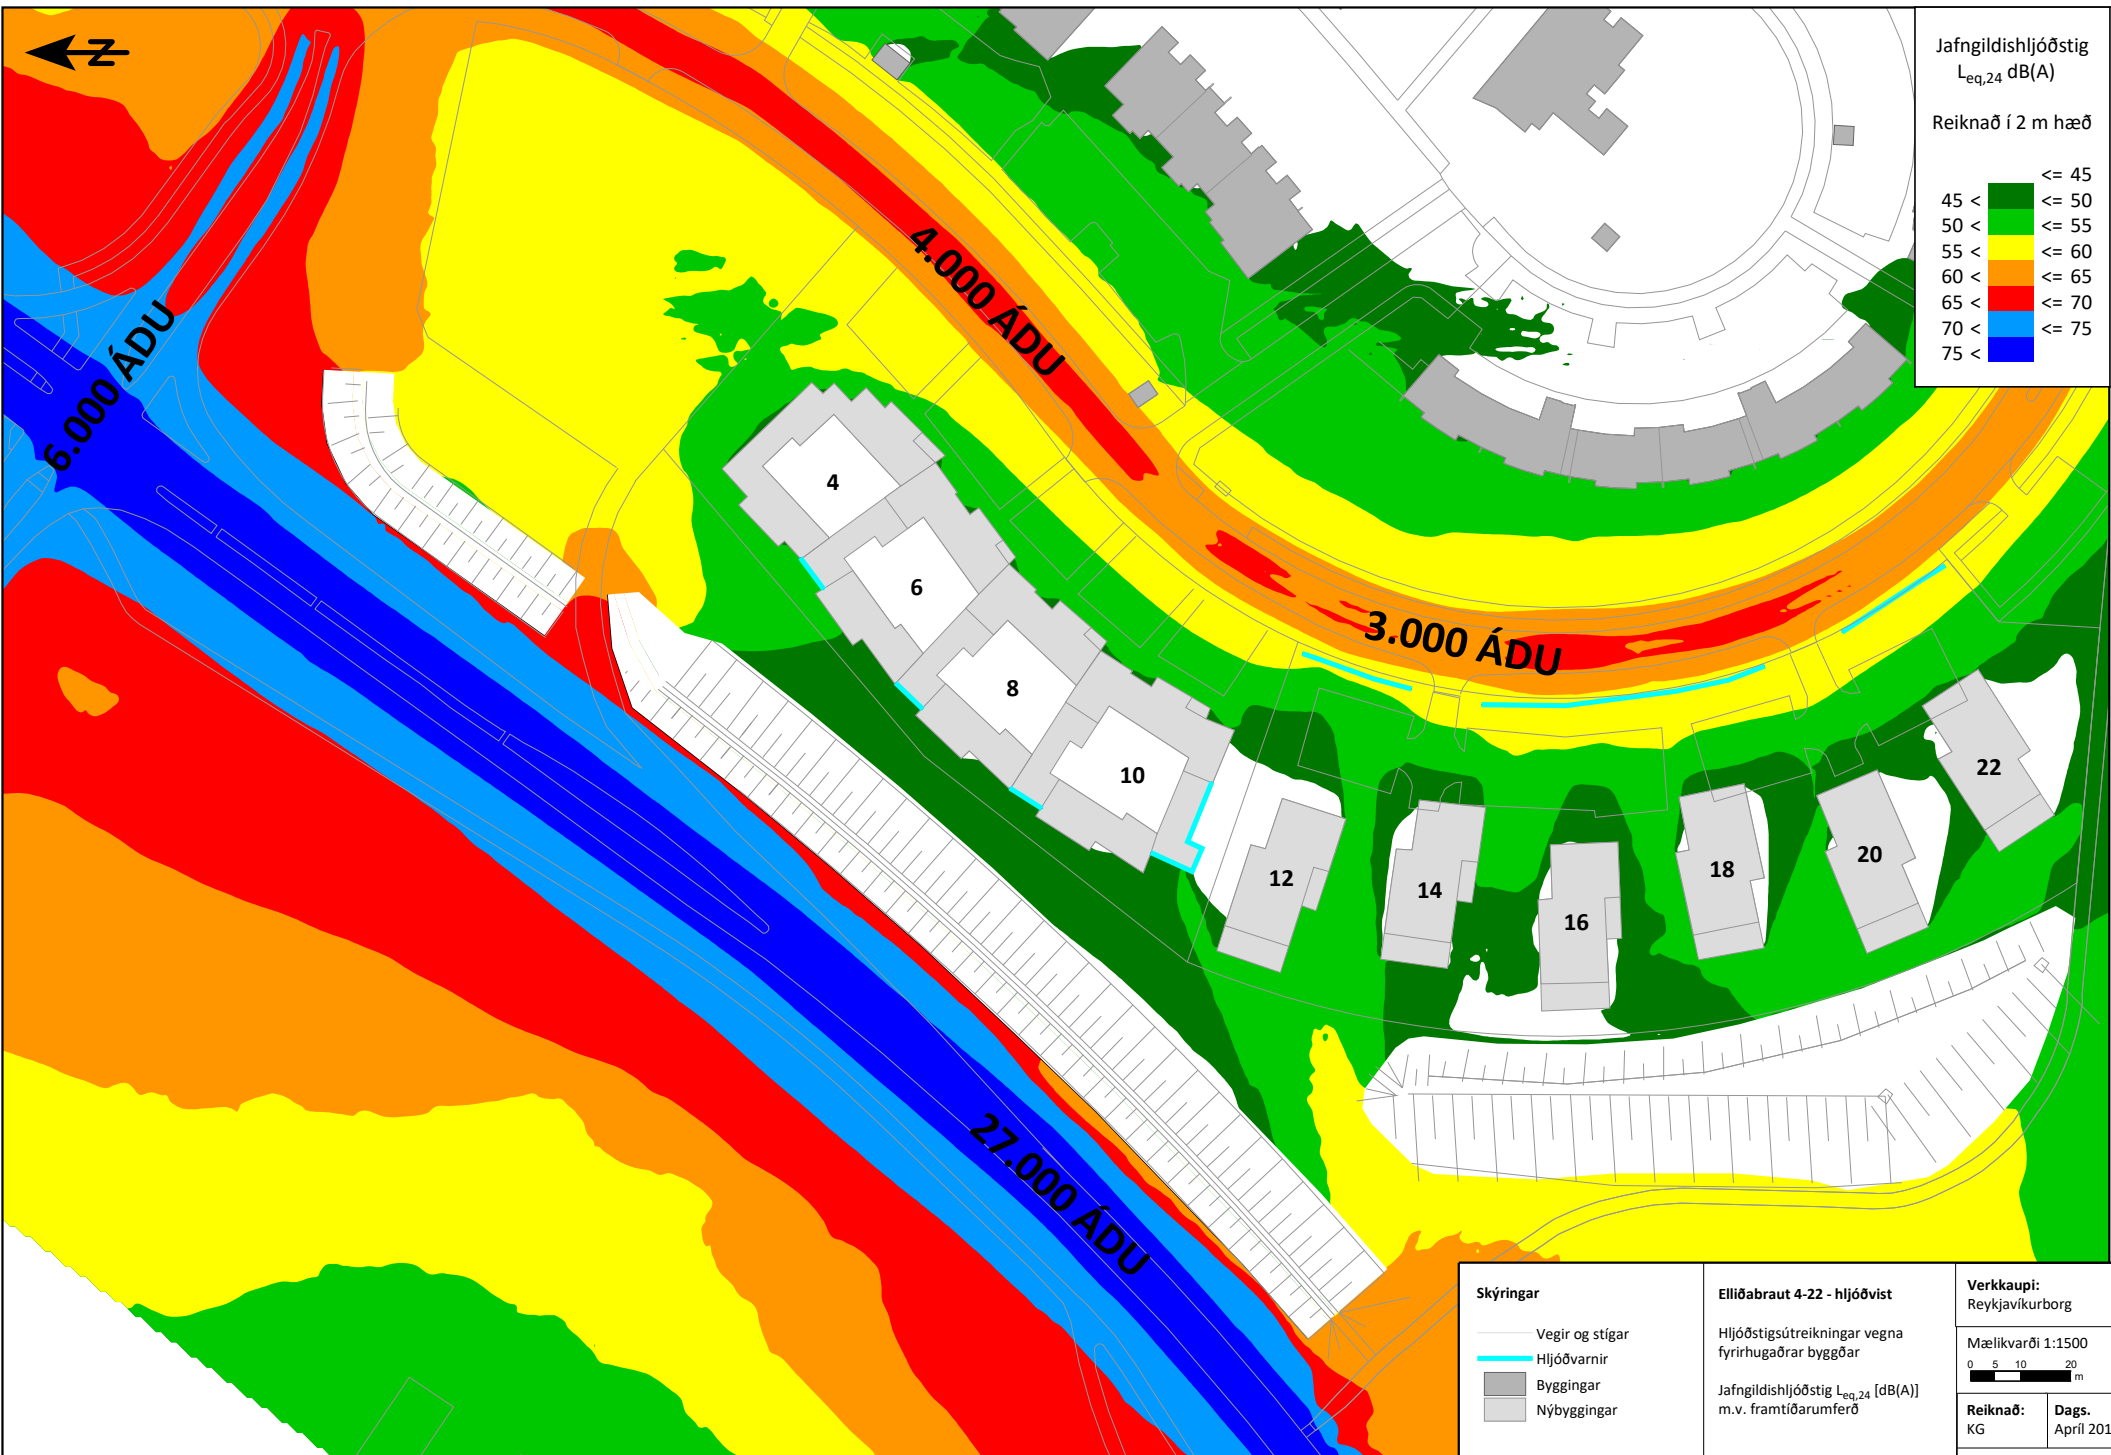 N
Jafngildishljóðstig
Leq,24 dB(A)
Reiknað í 2 m hæð
<= 45
45 < <= 50
50 < <= 55
55 < <= 60
60 < <= 65
65 < <= 70
70 < <= 75
75 <
6.000 ÁDU
4.000 ÁDU
3.000 ÁDU
27.000 ÁDU
4
6
8
10
12
14
16
18
20
22
Skýringar
Vegir og stígar
Hljóðvarnir
Byggingar
Nýbyggingar
Elliðabraut 4-22 - hljóðvist
Hljóðstigsútreikningar vegna
fyrirhugaðrar byggðar
Jafngildishljóðstig Leq,24 [dB(A)]
m.v. framtíðarumferð
Verkkaupi:
Reykjavíkurborg
Mælikvarði 1:1500
0 5 10 20
m
Reiknað:
KG
Dags.
Apríl 201